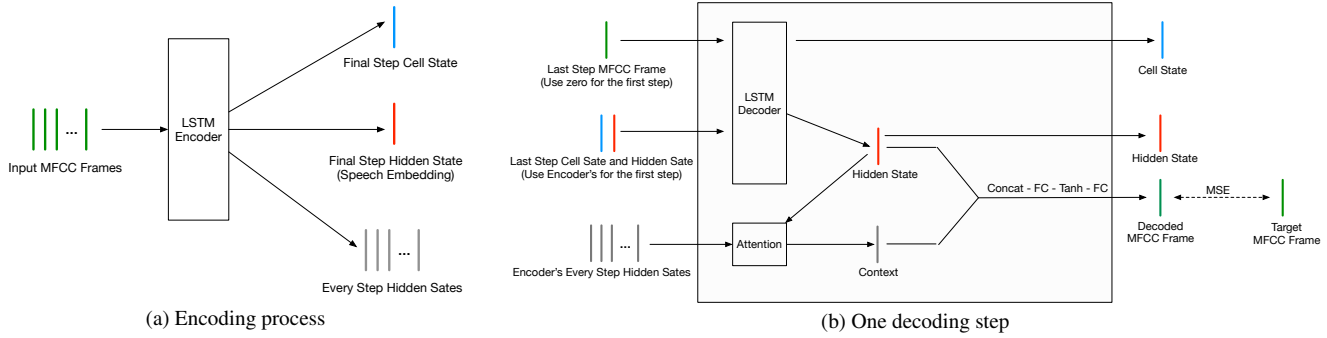 Final Step Cell State
LSTM
Encoder
...
Input MFCC Frames
Final Step Hidden State
(Speech Embedding)
...
Every Step Hidden Sates
(a) Encoding process
Last Step MFCC Frame
(Use zero for the first step)
LSTM
Decoder
Cell State
Last Step Cell Sate and Hidden Sate
(Use Encoder's for the first step)
Hidden State
Hidden State
Concat - FC - Tanh - FC
MSE
Decoded
MFCC Frame
Target
MFCC Frame
...
Encoder's Every Step Hidden Sates
Attention
Context
(b) One decoding step